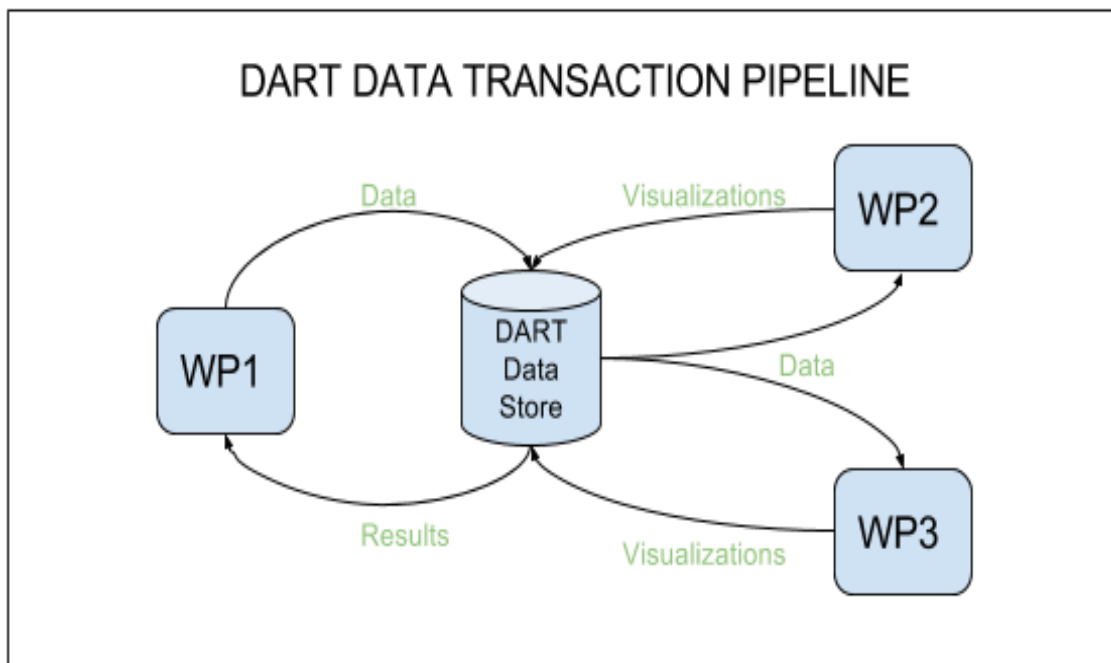 DART DATA TRANSACTION PIPELINE
Data
Visualizations
WP2
WP1
DART
Data
Store
Data
Results
Visualizations
WP3